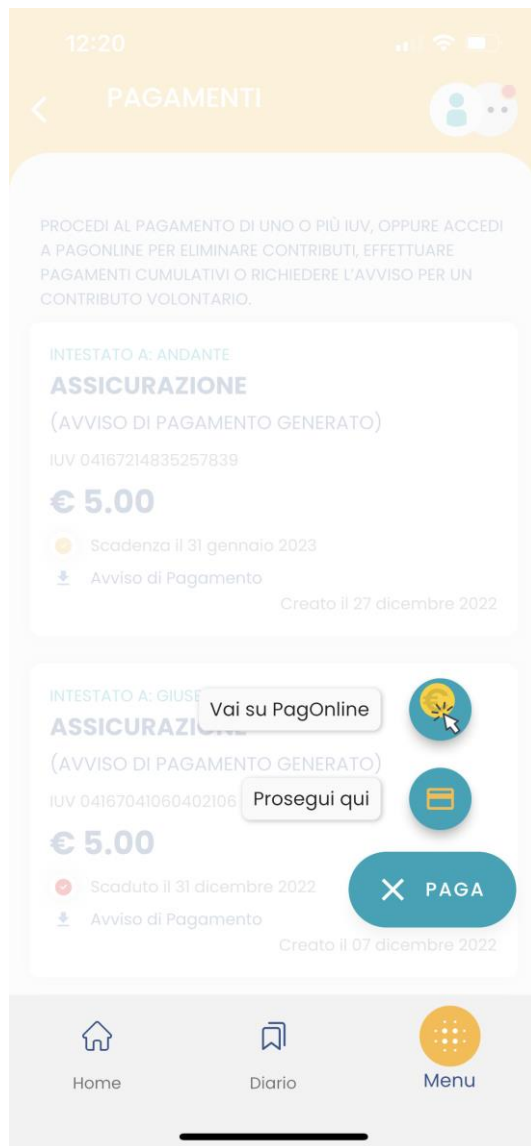 12:20
PAGAMENTI
PROCEDI AL PAGAMENTO DI UNO O PIÙ IUV, OPPURE ACCEDI
A PAGONLINE PER ELIMINARE CONTRIBUTI, EFFETTUARE
PAGAMENTI CUMULATIVI O RICHIEDERE L'AVVISO PER UN
CONTRIBUTO VOLONTARIO.
INTESTATO A: ANDANTE
ASSICURAZIONE
(AVVISO DI PAGAMENTO GENERATO)
IUV 04167214835257839
€ 5.00
Scadenza il 31 gennaio 2023
Avviso di Pagamento
Creato il 27 dicembre 2022
INTESTATO A:
Vai su PagOnline
ASSICURAZIONE
(AVVISO DI PAGAMENTO GENERATO)
IUV 04167041060402106
Prosegui qui
€ 5.00
Scaduto il 31 dicembre 2022
PAGA
Avviso di Pagamento
Creato il 07 dicembre 2022
Home
Diario
Menu